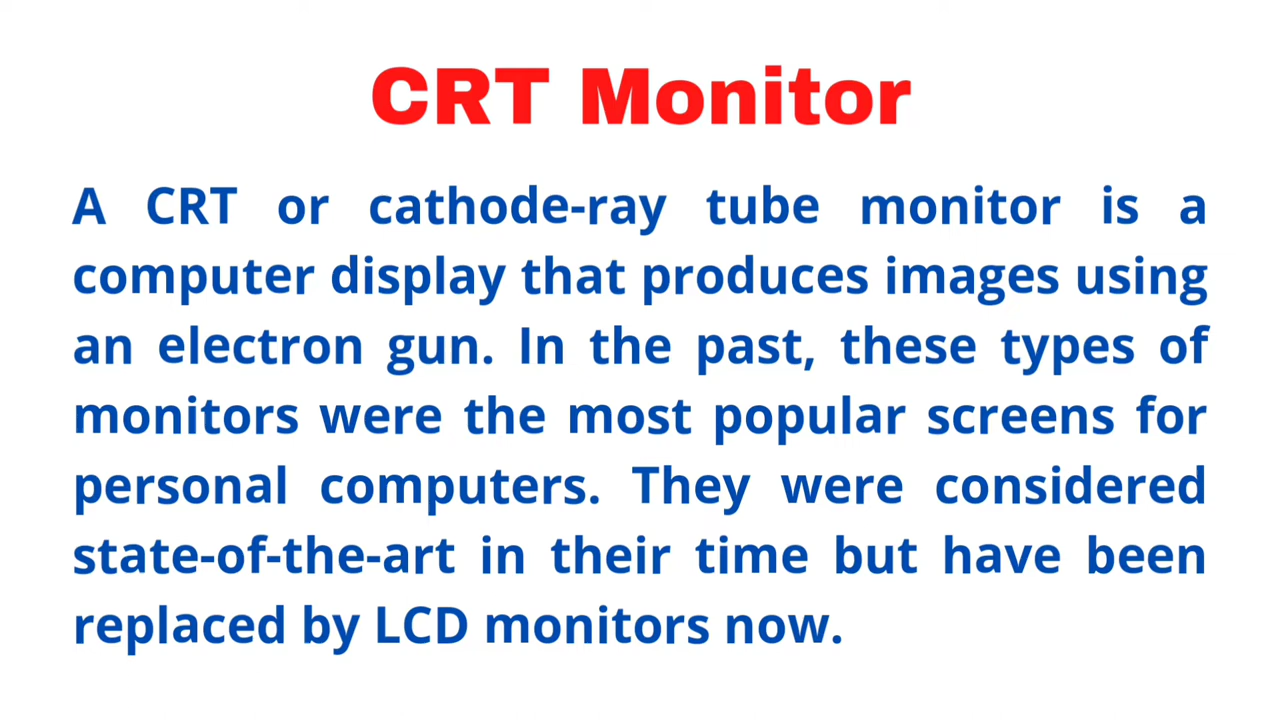 CRT Monitor
A CRT or cathode-ray tube monitor is a
computer display that produces images using
an electron gun. In the past, these types of
monitors were the most popular screens for
personal computers. They were considered
state-of-the-art in their time but have been
replaced by LCD monitors now.